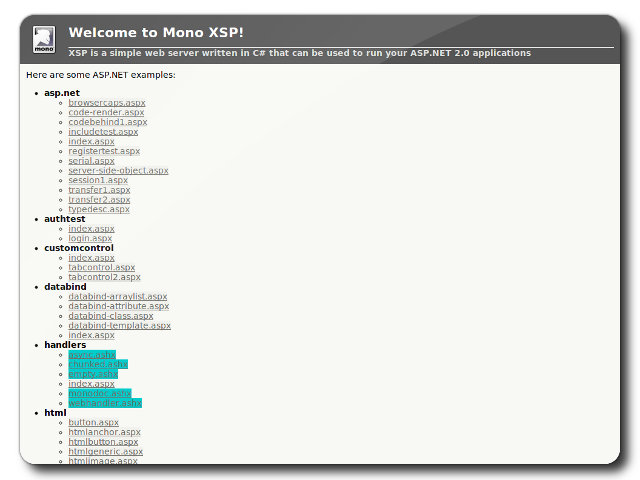 mono
Welcome to Mono XSP!
XSP is a simple web server written in C# that can be used to run your ASP.NET 2.0 applications
Here are some ASP.NET examples:
asp.net
browsercaps.aspx
code-render.aspx
codebehind1.aspx
includetest.aspx
index.aspx
registertest.aspx
serial.aspx
server-side-object.aspx
session1.aspx
transfer1.aspx
transfer2.aspx
typedesc.aspx
authtest
index.aspx
login.aspx
customcontrol
index.aspx
tabcontrol.aspx
tabcontrol2.aspx
databind
databind-arraylist.aspx
databind-attribute.aspx
databind-class.aspx
databind-template.aspx
index.aspx
handlers
async.ashx
chunked.ashx
empty.ashx
index.aspx
monodoc.ashx
webhandler.ashx
html
button.aspx
htmlanchor.aspx
htmlbutton.aspx
htmlgeneric.aspx
htmlimage.aspx